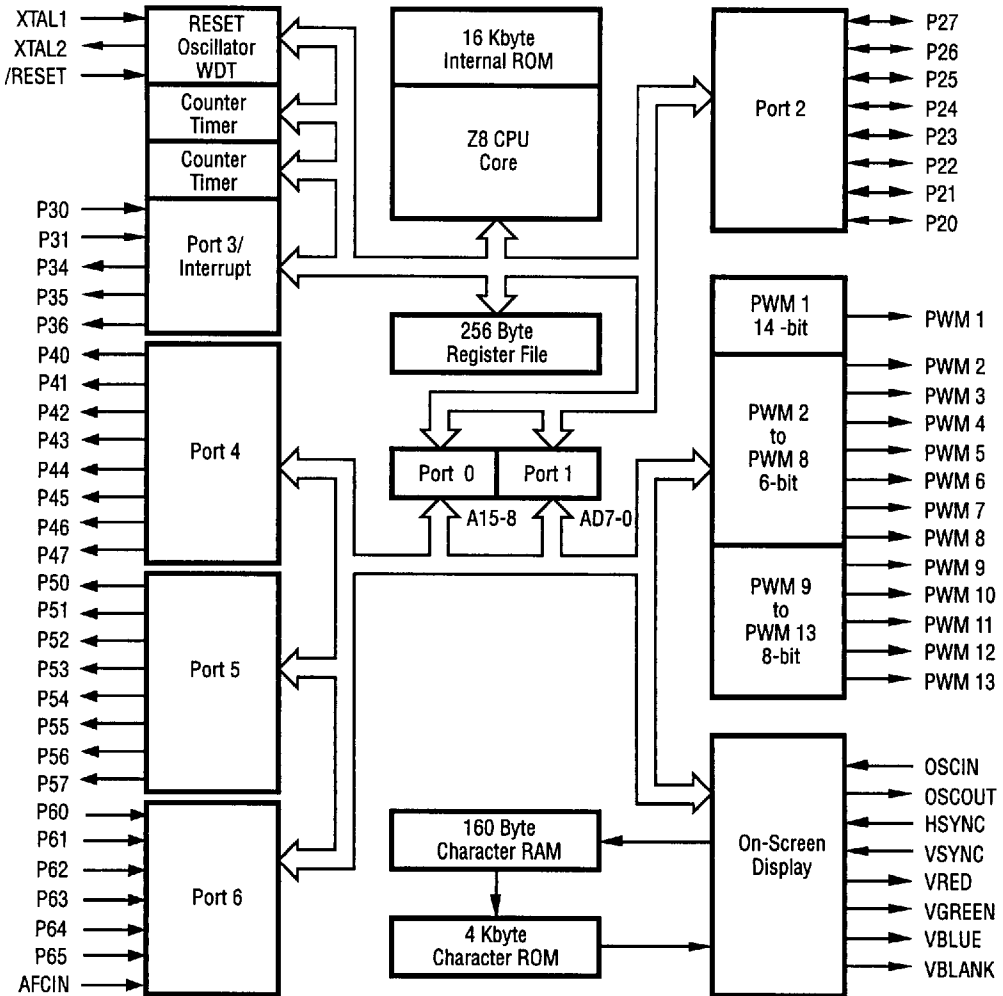 XTAL1
XTAL2
/RESET
RESET
Oscillator
WDT
Counter
Timer
Counter
Timer
P30
P31
P34
P35
P36
Port 3/
Interrupt
P40
P41
P42
P43
P44
P45
P46
P47
Port 4
P50
P51
P52
P53
P54
P55
P56
P57
Port 5
P60
P61
P62
P63
P64
P65
AFCIN
Port 6
16 Kbyte
Internal ROM
Z8 CPU
Core
256 Byte
Register File
Port 0
Port 1
A15-8
AD7-0
160 Byte
Character RAM
4 Kbyte
Character ROM
Port 2
P27
P26
P25
P24
P23
P22
P21
P20
PWM 1
14 -bit
PWM 1
PWM 2
to
PWM 8
6-bit
PWM 2
PWM 3
PWM 4
PWM 5
PWM 6
PWM 7
PWM 8
PWM 9
to
PWM 13
8-bit
PWM 9
PWM 10
PWM 11
PWM 12
PWM 13
On-Screen
Display
OSCIN
OSCOUT
HSYNC
VSYNC
VRED
VGREEN
VBLUE
VBLANK